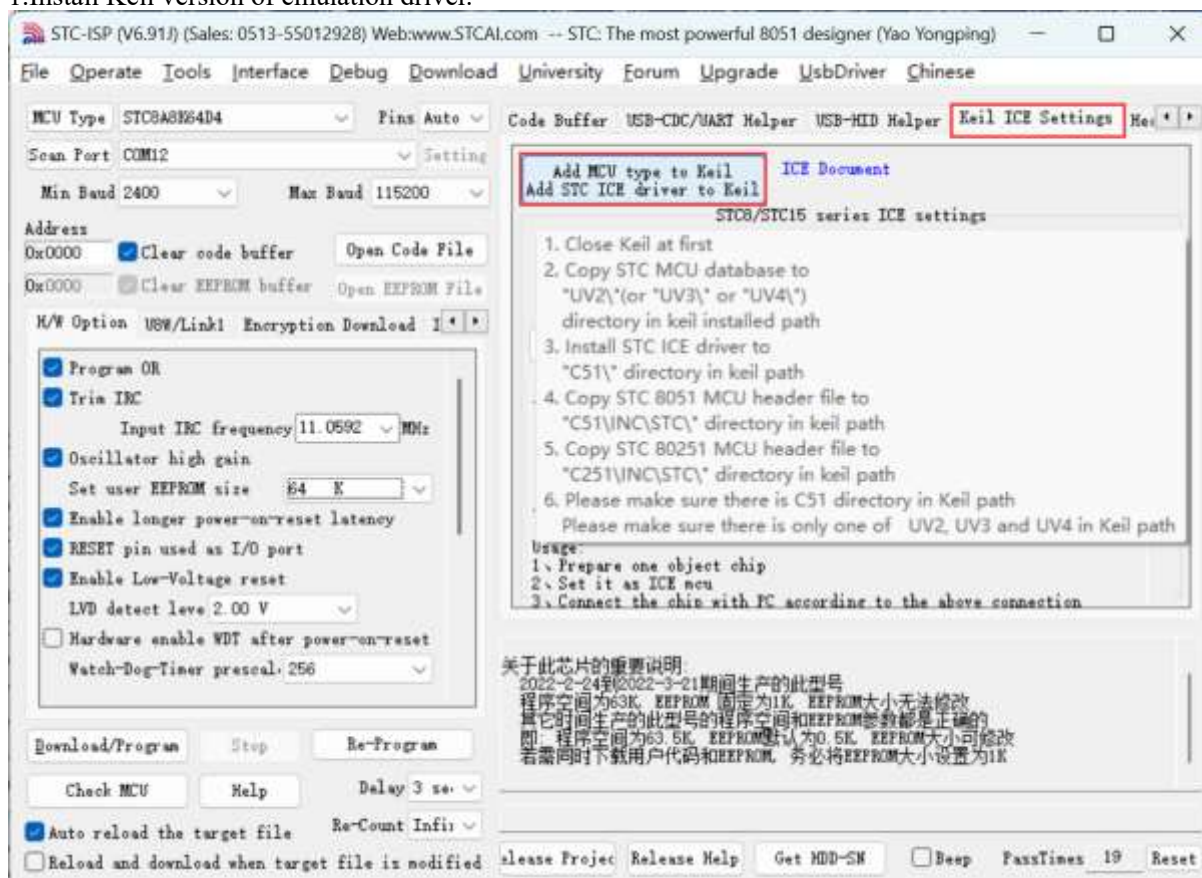 1.Install Keil version of emulation driver.
STC-ISP (V6.91J) (Sales: 0513-55012928) Web:www.STCAI.com -- STC: The most powerful 8051 designer (Yao Yongping)
File Operate Tools Interface Debug Download University Forum Upgrade UsbDriver Chinese
MCU Type STC8A8K64D4 Pins Auto
Scan Port COM12 Setting
Min Baud 2400 Max Baud 115200
Address
0x0000 Clear code buffer Open Code File
0x0000 Clear EEPROM buffer Open EEPROM File
H/W Option U8W/Link1 Encryption Download
Program OR
Trim IRC
Input IRC frequency 11.0592 MHz
Oscillator high gain
Set user EEPROM size 64 K
Enable longer power-on-reset latency
RESET pin used as I/O port
Enable Low-Voltage reset
LVD detect leve 2.00 V
Hardware enable WDT after power-on-reset
Watch-Dog-Timer prescal 256
Download/Program Stop Re-Program
Check MCU Help Delay 3 se
Auto reload the target file Re-Count Infi
Reload and download when target file is modified
Code Buffer USB-CDC/UART Helper USB-HID Helper Keil ICE Settings
Add MCU type to Keil
Add STC ICE driver to Keil
ICE Document
STC8/STC15 series ICE settings
1. Close Keil at first
2. Copy STC MCU database to
"UV2\"(or "UV3\" or "UV4\")
directory in keil installed path
3. Install STC ICE driver to
"C51\" directory in keil path
4. Copy STC 8051 MCU header file to
"C51\INC\STC\" directory in keil path
5. Copy STC 80251 MCU header file to
"C251\INC\STC\" directory in keil path
6. Please make sure there is C51 directory in Keil path
Please make sure there is only one of UV2, UV3 and UV4 in Keil path
Usage:
1、Prepare one object chip
2、Set it as ICE mcu
3、Connect the chip with PC according to the above connection
关于此芯片的重要说明:
2022-2-24到2022-3-21期间生产的此型号
程序空间为63K, EEPROM 固定为1K, EEPROM大小无法修改
其它时间生产的此型号的程序空间和EEPROM参数都是正确的
即：程序空间为63.5K, EEPROM默认为0.5K, EEPROM大小可修改
若需同时下载用户代码和EEPROM, 务必将EEPROM大小设置为1K
elease Projec Release Help Get HDD-SN Beep PassTimes 19 Reset